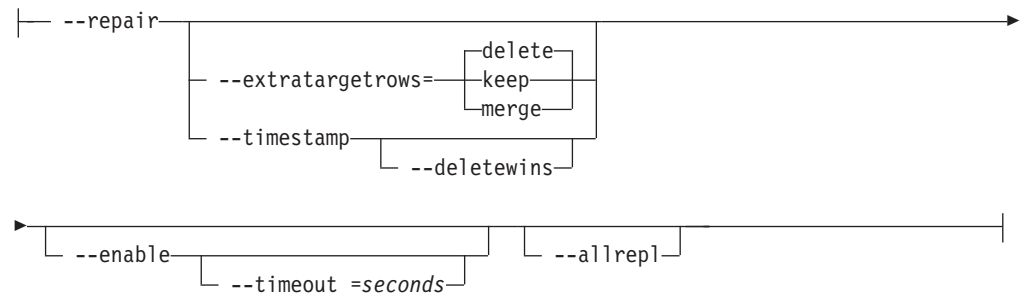 --repair
delete
--extratargetrows= keep
merge
--timestamp
--deletewins
--enable
--allrepl
--timeout =seconds